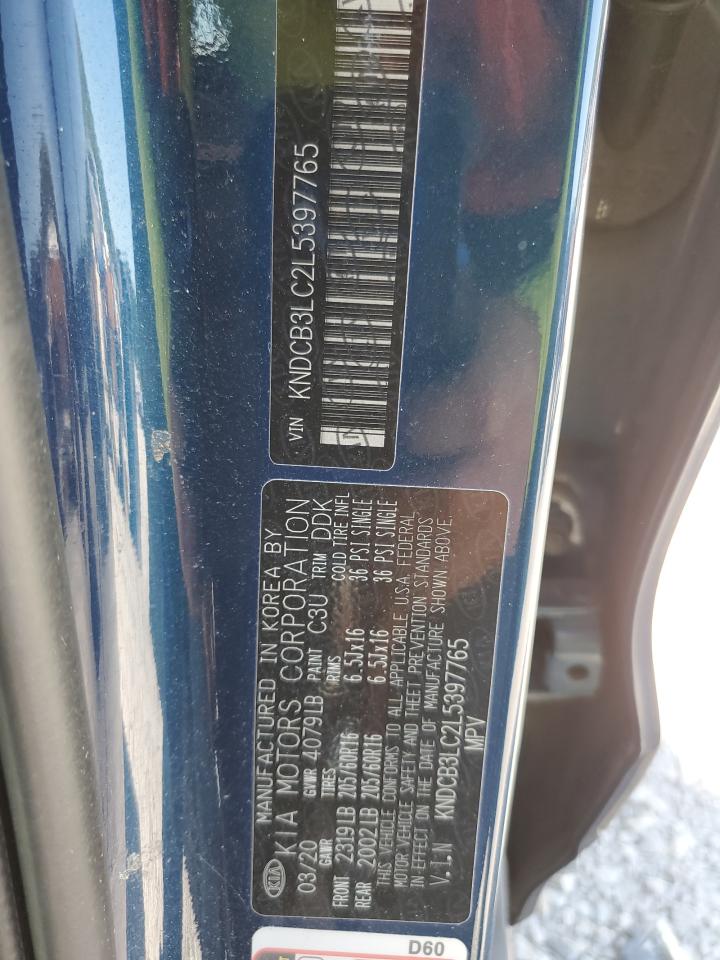 VIN KNDCB3LC2L5397765
MANUFACTURED IN KOREA BY
KIA KIA MOTORS CORPORATION
03/20 GVWR 4079LB PAINT C3U TRIM DDK
GAWR TIRES RIMS COLD TIRE INFL
FRONT 2319LB 205/60R16 6.5Jx16 36 PSI, SINGLE
REAR 2002LB 205/60R16 6.5Jx16 36 PSI, SINGLE
THIS VEHICLE CONFORMS TO ALL APPLICABLE U.S.A. FEDERAL
MOTOR VEHICLE SAFETY AND THEFT PREVENTION STANDARDS
IN EFFECT ON THE DATE OF MANUFACTURE SHOWN ABOVE.
V.I.N KNDCB3LC2L5397765
MPV
D60